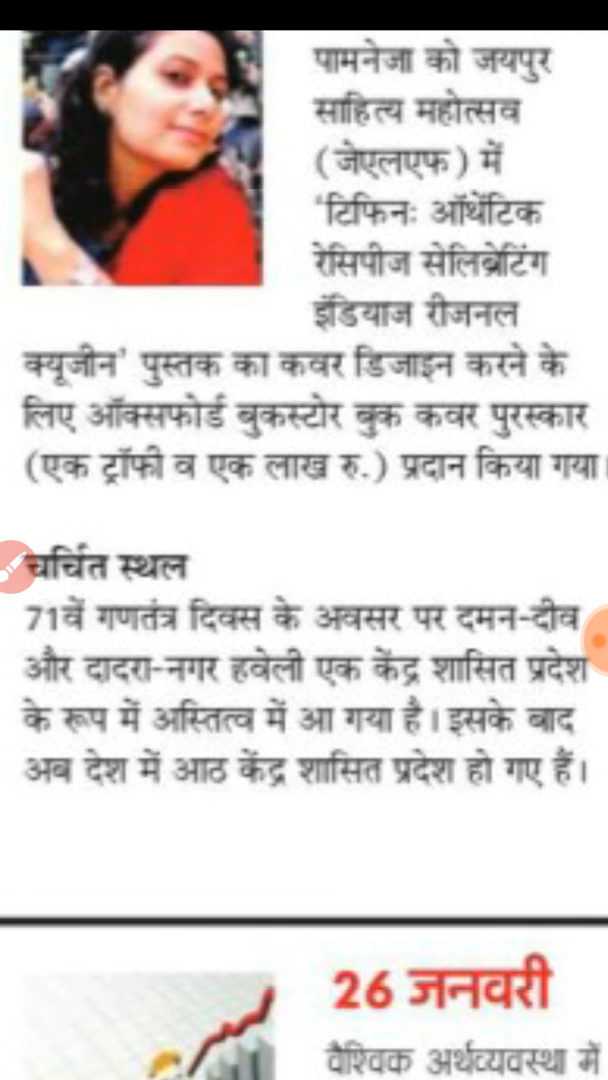 पामनेजा को जयपुर
साहित्य महोत्सव
(जेएलएफ) में
'टिफिनः ऑथेंटिक
रेसिपीज सेलिब्रेटिंग
इंडियाज रीजनल
क्यूजीन' पुस्तक का कवर डिजाइन करने के
लिए ऑक्सफोर्ड बुकस्टोर बुक कवर पुरस्कार
(एक ट्रॉफी व एक लाख रु.) प्रदान किया गया।
चर्चित स्थल
71वें गणतंत्र दिवस के अवसर पर दमन-दीव
और दादरा-नगर हवेली एक केंद्र शासित प्रदेश
के रूप में अस्तित्व में आ गया है। इसके बाद
अब देश में आठ केंद्र शासित प्रदेश हो गए हैं।
26 जनवरी
वैश्विक अर्थव्यवस्था में